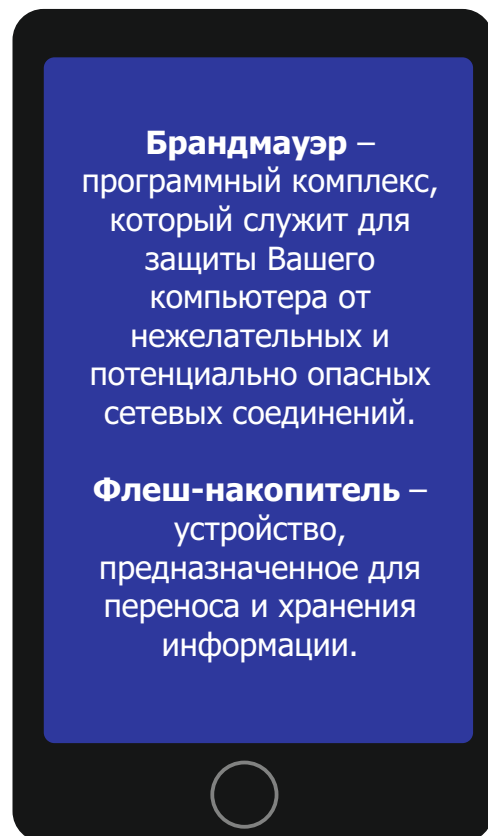 Брандмауэр –
программный комплекс,
который служит для
защиты Вашего
компьютера от
нежелательных и
потенциально опасных
сетевых соединений.
Флеш-накопитель –
устройство,
предназначенное для
переноса и хранения
информации.